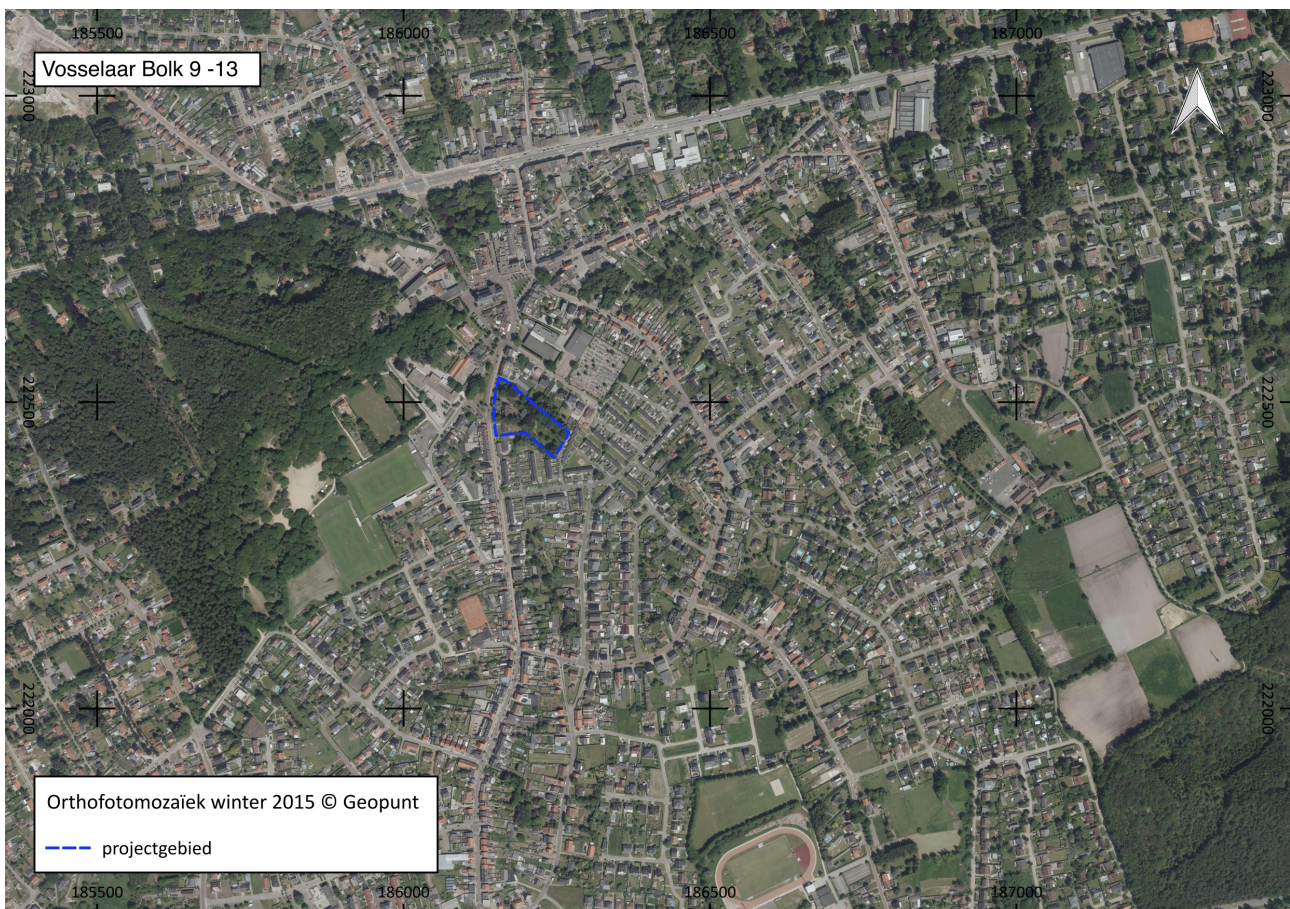 185500 186000 186500 187000
Vosselaar Bolk 9 -13
223000 223000
222500 222500
222000 222000
Orthofotomozaïek winter 2015 © Geopunt
projectgebied
185500 186000 186500 187000